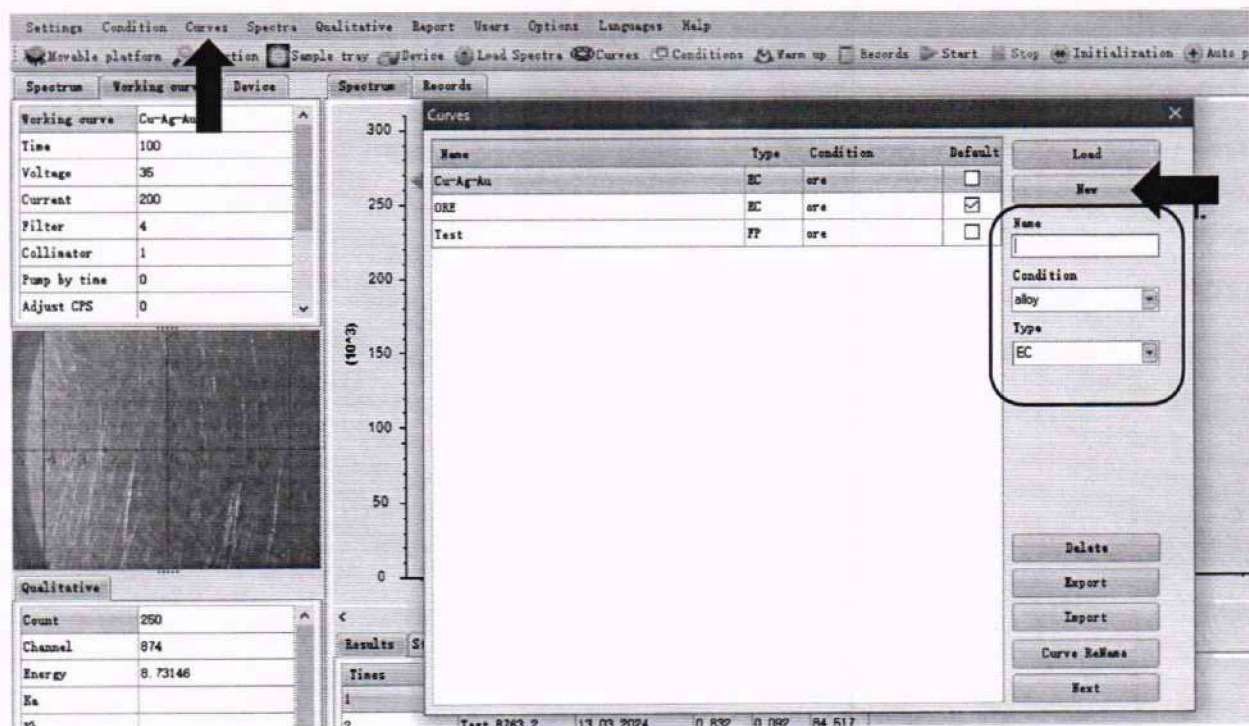 Settings Condition Curves Spectra Qualitative Report Users Options Languages Help
Movable platform Sample tray Device Load Spectra Curves Conditions Warm up Records Start Stop Initialization Auto
Spectrum Working Device
Working curve Cu-Ag-Au
Time 100
Voltage 35
Current 200
Filter 4
Collimator 1
Pump by time 0
Adjust CPS 0
Qualitative
Count 250
Channel 874
Energy 8.73146
Ka
Spectrum Records
300
250
200
150
100
50
0
(10^3)
Curves
Name Type Condition Default
Cu-Ag-Au EC ore
ORE EC ore
Test FP ore
Load
New
Name
Condition
alloy
Type
EC
Delete
Export
Import
Curve ReName
Next
Results
Times
1
2 Test 8763 2 13.03.2024 0.832 0.092 84.517